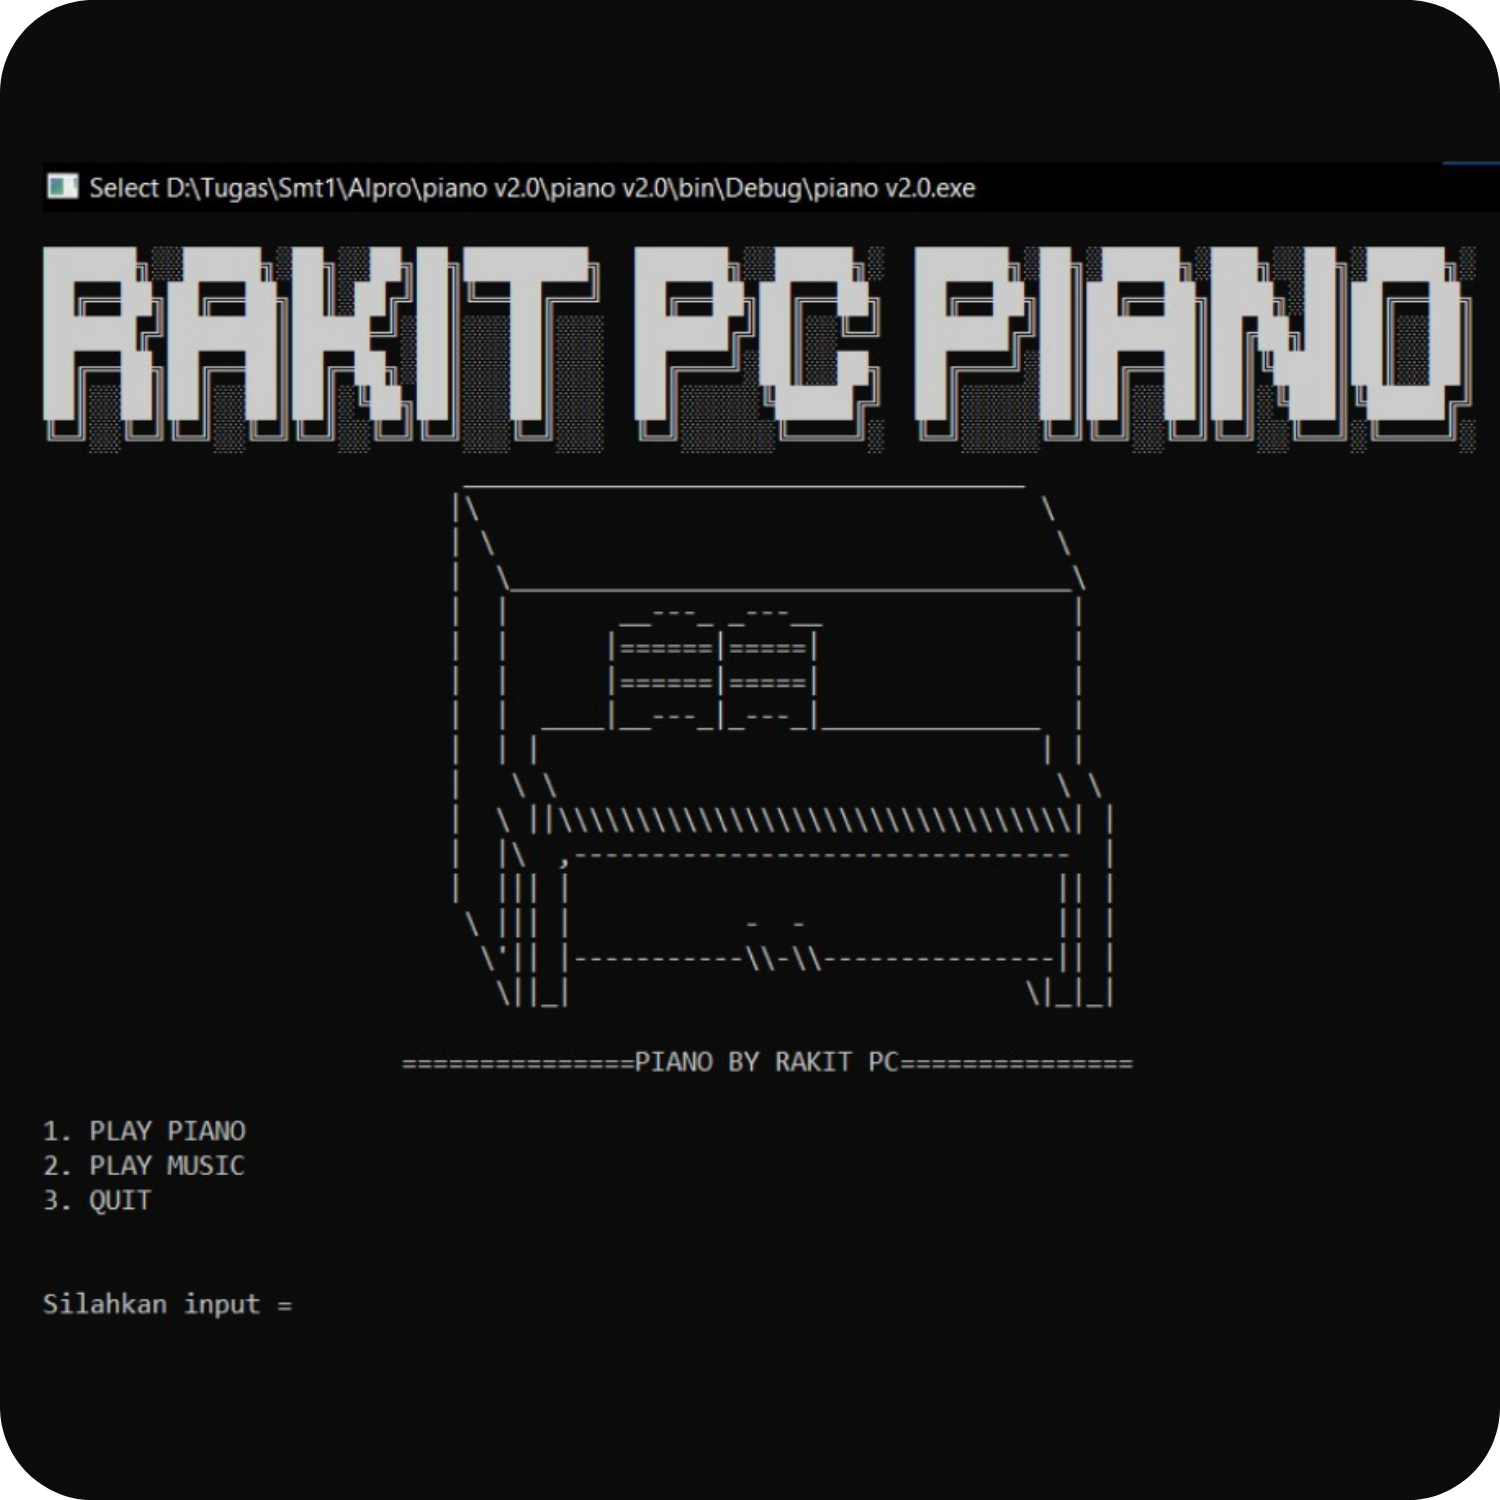 Select D:\Tugas\Smt1\Alpro\piano v2.0\piano v2.0\bin\Debug\piano v2.0.exe
RAKIT PC PIANO
===============PIANO BY RAKIT PC===============
1. PLAY PIANO
2. PLAY MUSIC
3. QUIT
Silahkan input =